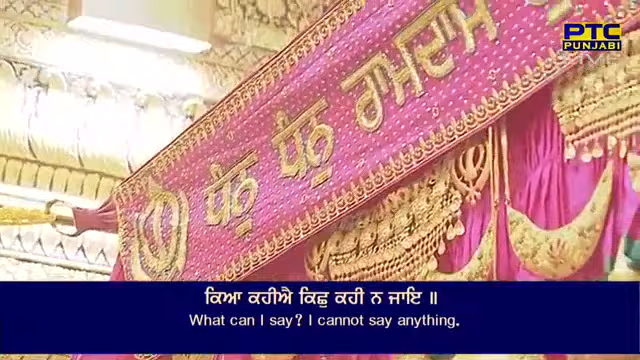 PTC
PUNJABI
ਧੰਨੁ ਧੰਨੁ ਰਾਮਦਾਸ
ਕਿਆ ਕਹੀਐ ਕਿਛੁ ਕਹੀ ਨ ਜਾਇ ॥
What can I say? I cannot say anything.